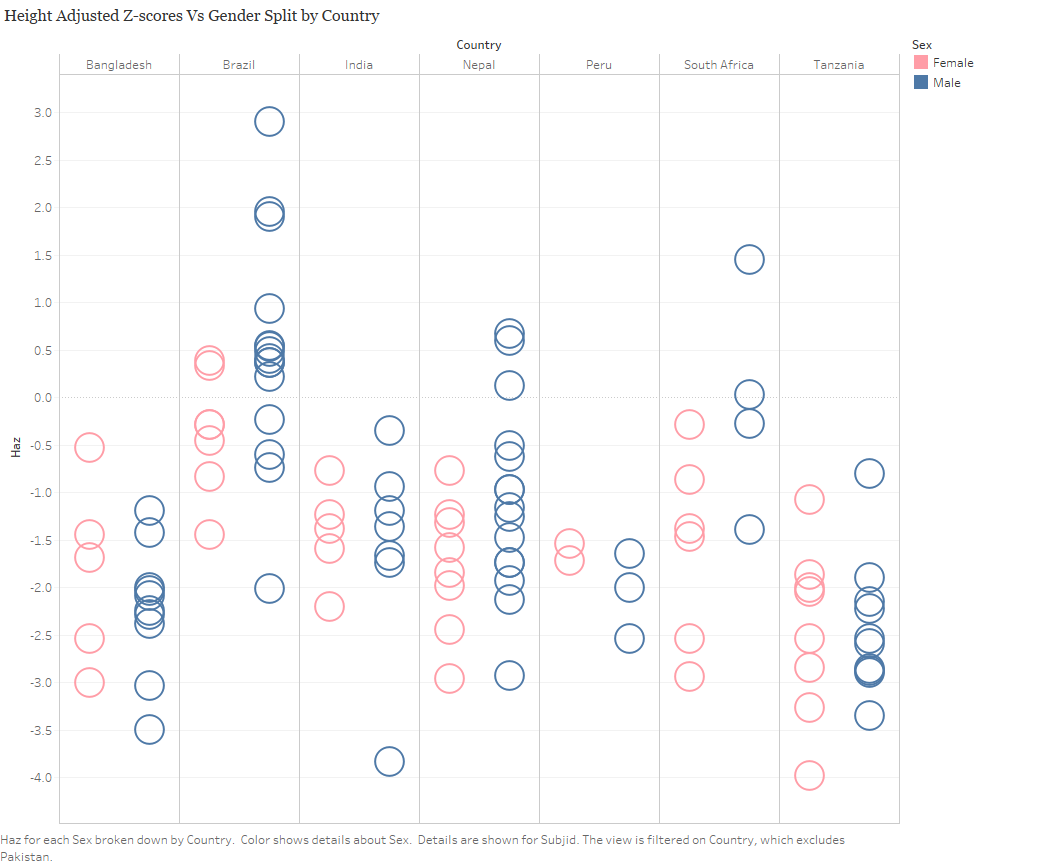 Height Adjusted Z-scores Vs Gender Split by Country
Country
Sex
Bangladesh Brazil India Nepal Peru South Africa Tanzania
Female
Male
3.0
2.5
2.0
1.5
1.0
0.5
0.0
Haz
-0.5
-1.0
-1.5
-2.0
-2.5
-3.0
-3.5
-4.0
Haz for each Sex broken down by Country. Color shows details about Sex. Details are shown for Subjid. The view is filtered on Country, which excludes
Pakistan.